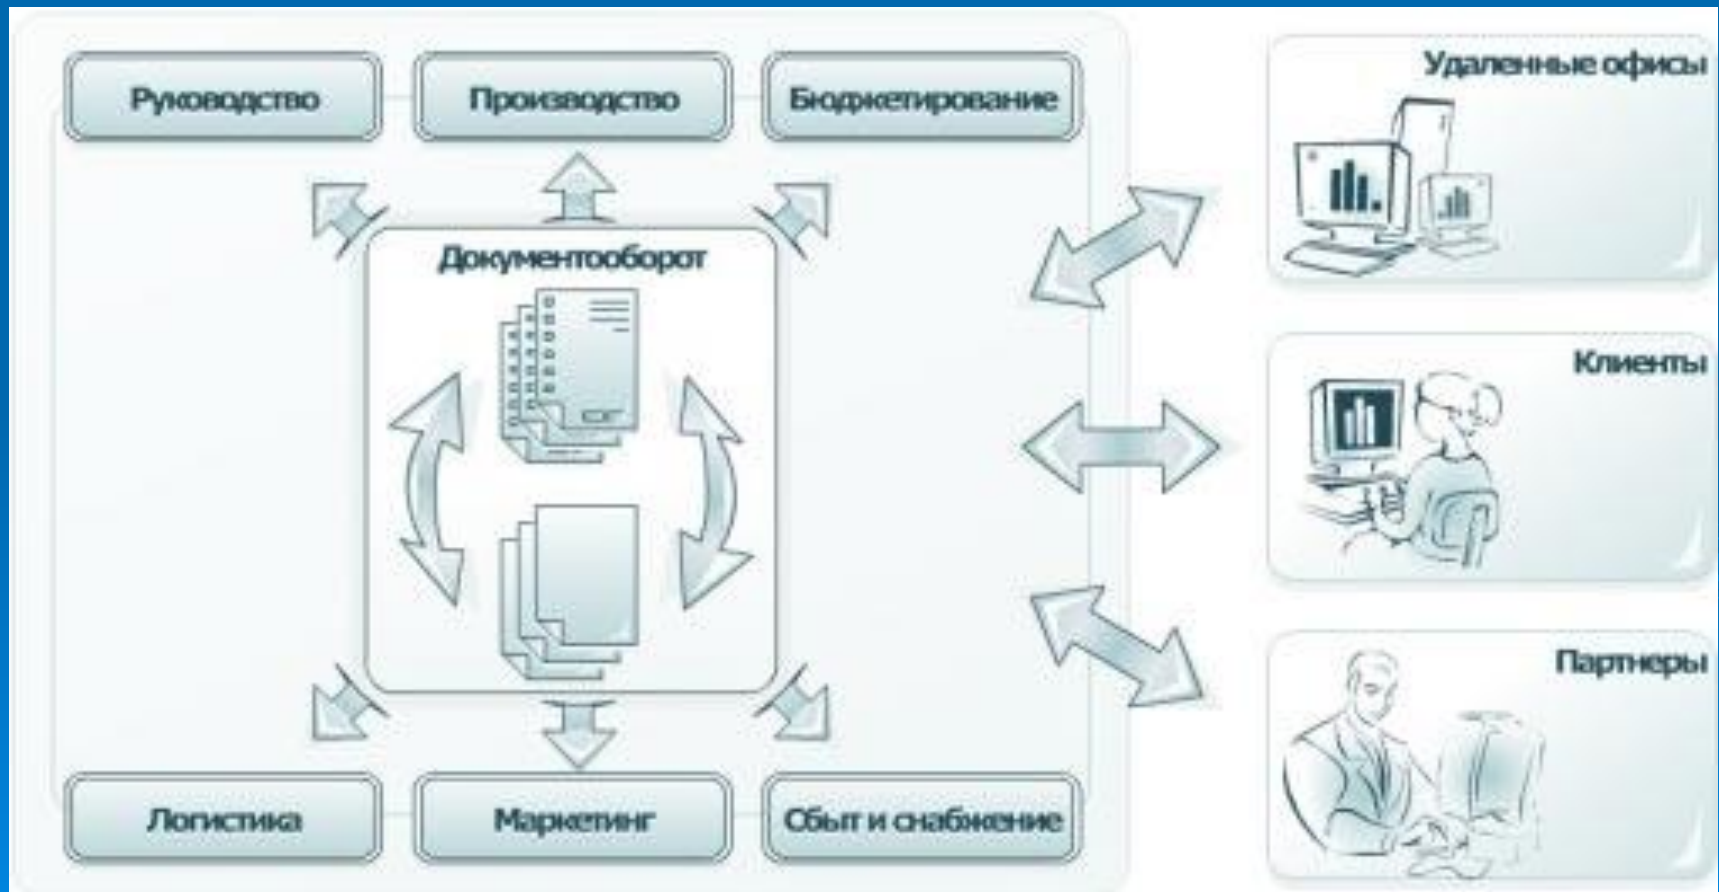 Руководство
Производство
Бюджетирование
Документооборот
Логистика
Маркетинг
Сбыт и снабжение
Удаленные офисы
Клиенты
Партнеры